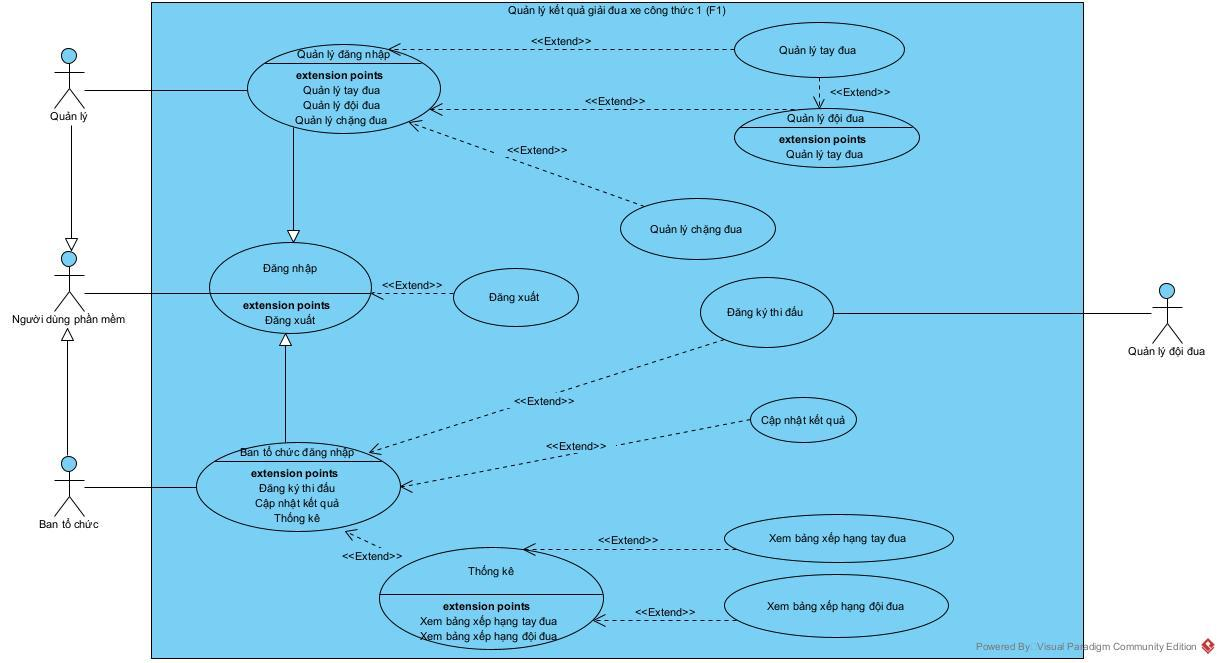 Quản lý kết quả giải đua xe công thức 1 (F1)
<<Extend>>
Quản lý tay đua
Quản lý đăng nhập
extension points
Quản lý tay đua
Quản lý đội đua
Quản lý chặng đua
<<Extend>>
<<Extend>>
Quản lý
Quản lý đội đua
extension points
Quản lý tay đua
<<Extend>>
Quản lý chặng đua
Đăng nhập
extension points
Đăng xuất
<<Extend>>
Đăng xuất
Đăng ký thi đấu
Người dùng phần mềm
Quản lý đội đua
<<Extend>>
Cập nhật kết quả
<<Extend>>
Ban tổ chức đăng nhập
extension points
Đăng ký thi đấu
Cập nhật kết quả
Thống kê
Ban tổ chức
<<Extend>>
<<Extend>>
Xem bảng xếp hạng tay đua
Thống kê
extension points
Xem bảng xếp hạng tay đua
Xem bảng xếp hạng đội đua
<<Extend>>
Xem bảng xếp hạng đội đua
Powered By: Visual Paradigm Community Edition